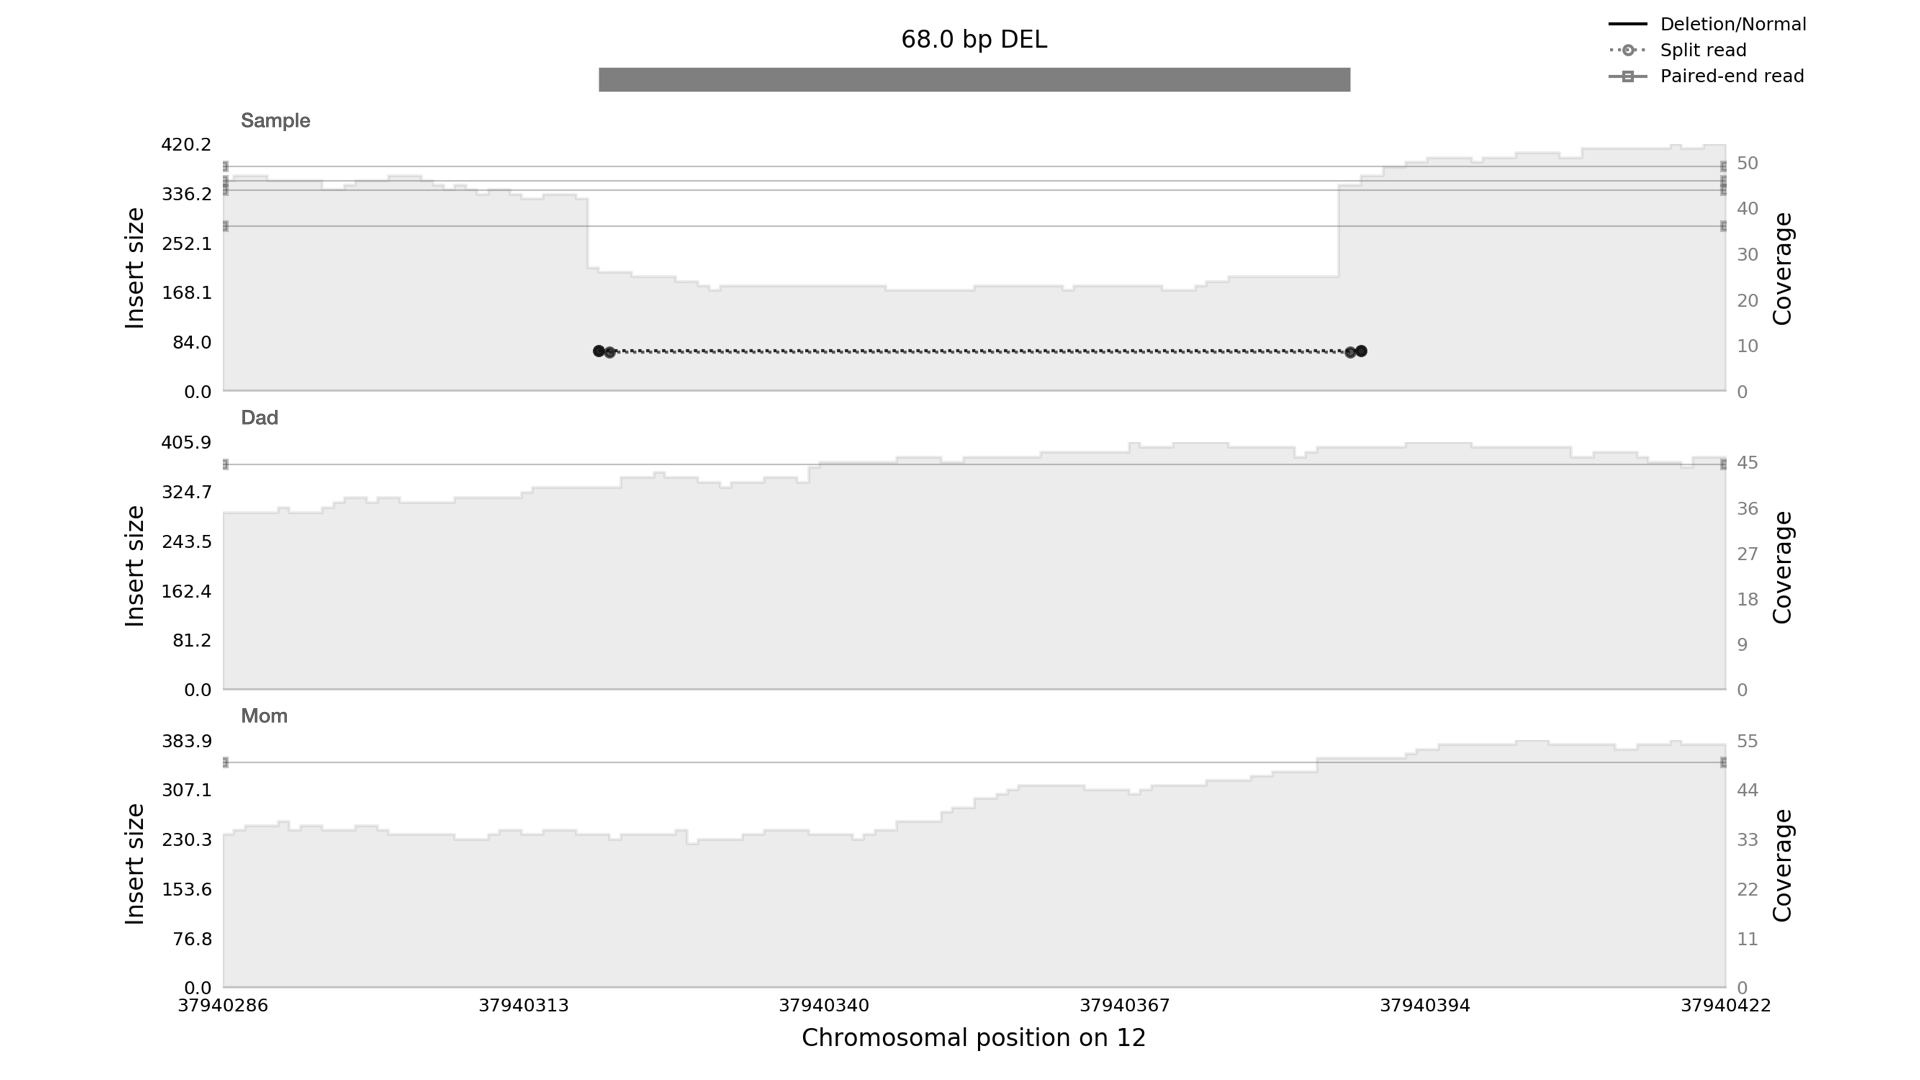 68.0 bp DEL
Deletion/Normal
Split read
Paired-end read
Sample
420.2
336.2
252.1
168.1
84.0
0.0
Insert size
50
40
30
20
10
0
Coverage
Dad
405.9
324.7
243.5
162.4
81.2
0.0
Insert size
45
36
27
18
9
0
Coverage
Mom
383.9
307.1
230.3
153.6
76.8
0.0
Insert size
55
44
33
22
11
0
Coverage
37940286 37940313 37940340 37940367 37940394 37940422
Chromosomal position on 12